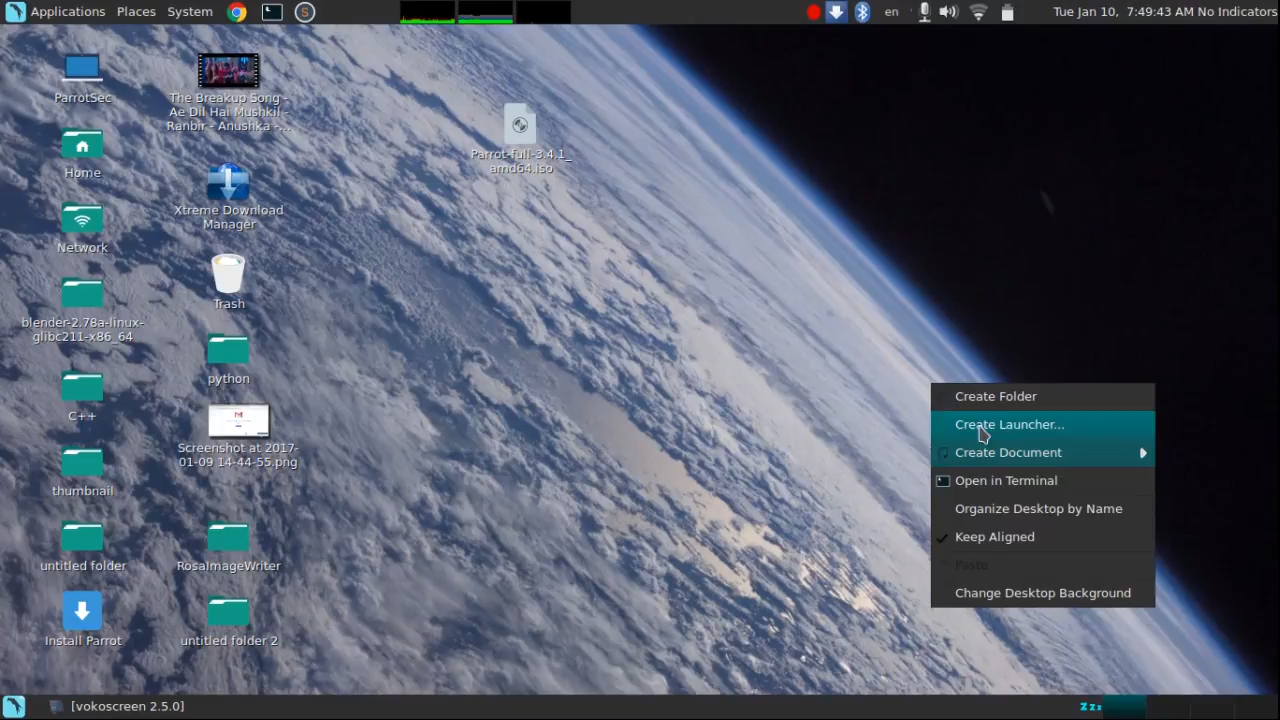 Applications Places System
en
Tue Jan 10, 7:49:43 AM No Indicators
ParrotSec
Home
Network
blender-2.78a-linux-
glibc211-x86_64
C++
thumbnail
untitled folder
Install Parrot
The Breakup Song -
Ae Dil Hai Mushkil -
Ranbir - Anushka -...
Xtreme Download
Manager
Trash
python
Screenshot at 2017-
01-09 14-44-55.png
RosaImageWriter
untitled folder 2
Parrot-full-3.4.1_
amd64.iso
Create Folder
Create Launcher...
Create Document
Open in Terminal
Organize Desktop by Name
Keep Aligned
Paste
Change Desktop Background
[vokoscreen 2.5.0]
Zzz